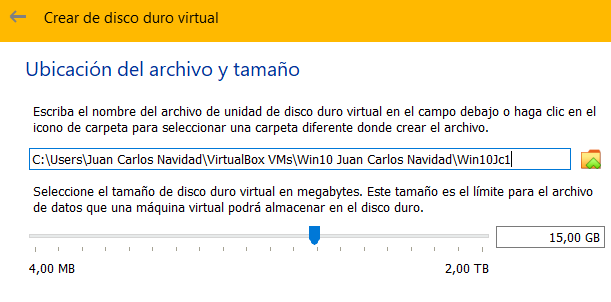 Crear de disco duro virtual
Ubicación del archivo y tamaño
Escriba el nombre del archivo de unidad de disco duro virtual en el campo debajo o haga clic en el
icono de carpeta para seleccionar una carpeta diferente donde crear el archivo.
C:\Users\Juan Carlos Navidad\VirtualBox VMs\Win10 Juan Carlos Navidad\Win10Jc1
Seleccione el tamaño de disco duro virtual en megabytes. Este tamaño es el límite para el archivo
de datos que una máquina virtual podrá almacenar en el disco duro.
15,00 GB
4,00 MB 2,00 TB